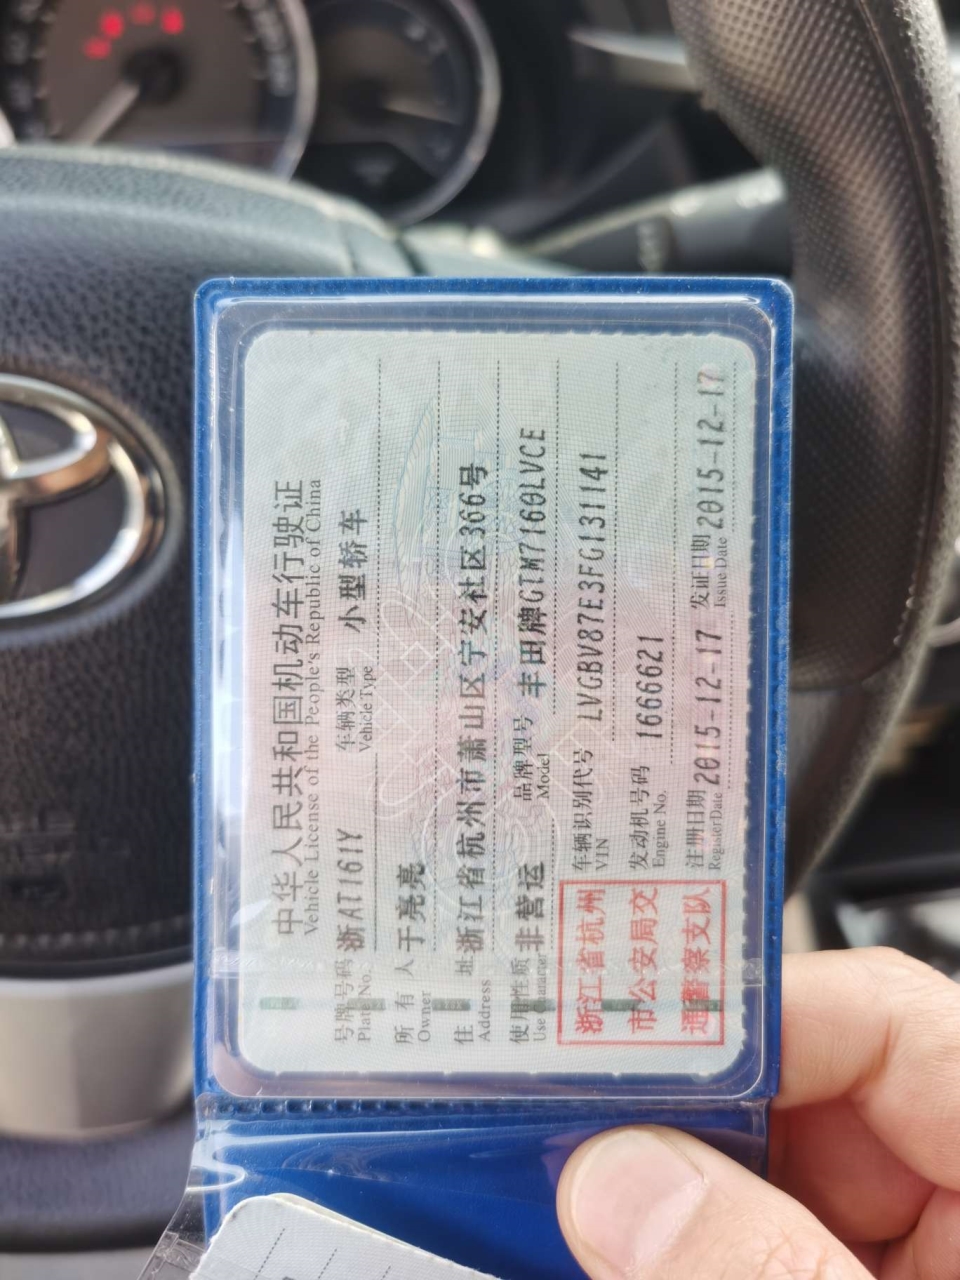 中华人民共和国机动车行驶证
Vehicle License of the People's Republic of China
号牌号码 浙AT161Y 车辆类型 小型轿车
Plate No. Vehicle Type
所有人 于亮亮
Owner
住址 浙江省杭州市萧山区宁安社区366号
Address
使用性质 非营运 品牌型号 丰田牌GTM7160LVCE
Use Character Model
浙江省杭州
市公安局交
通警察支队
车辆识别代号 LVGBV87E3FG131141
VIN
发动机号码 1666621
Engine No.
注册日期 2015-12-17 发证日期 2015-12-17
RegisterDate Issue Date